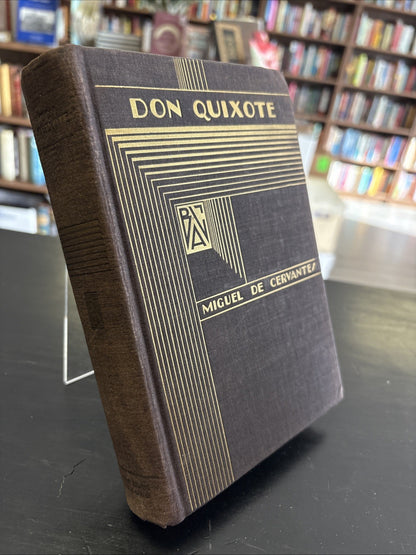 DON QUIXOTE
MIGUEL DE CERVANTES